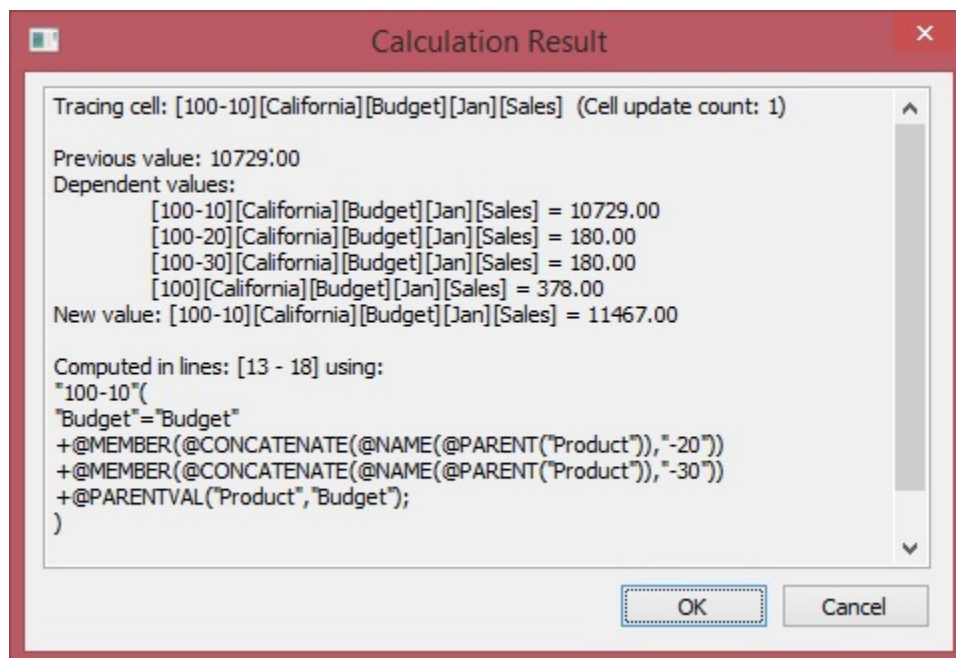 Calculation Result
Tracing cell: [100-10][California][Budget][Jan][Sales] (Cell update count: 1)
Previous value: 10729.00
Dependent values:
[100-10][California][Budget][Jan][Sales] = 10729.00
[100-20][California][Budget][Jan][Sales] = 180.00
[100-30][California][Budget][Jan][Sales] = 180.00
[100][California][Budget][Jan][Sales] = 378.00
New value: [100-10][California][Budget][Jan][Sales] = 11467.00
Computed in lines: [13 - 18] using:
"100-10"(
"Budget"="Budget"
+@MEMBER(@CONCATENATE(@NAME(@PARENT("Product")),"-20"))
+@MEMBER(@CONCATENATE(@NAME(@PARENT("Product")),"-30"))
+@PARENTVAL("Product","Budget");
)
OK Cancel